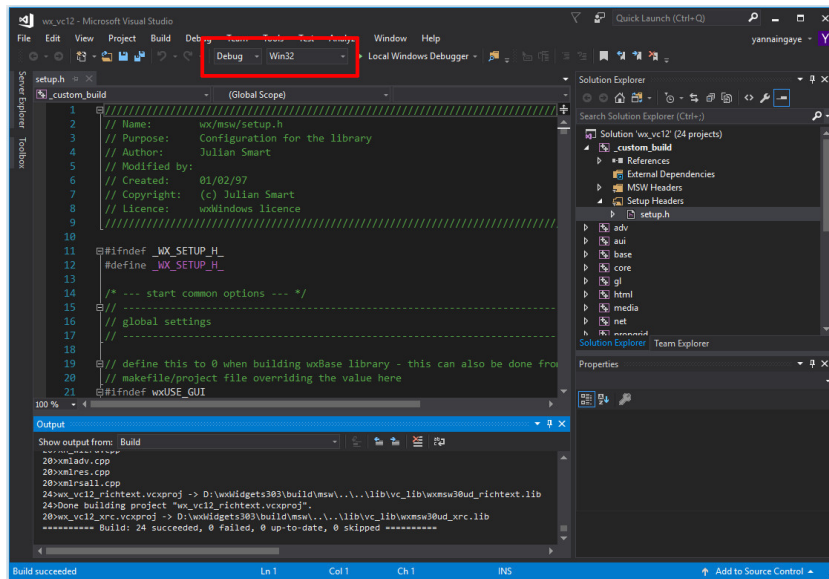 wx_vc12 - Microsoft Visual Studio
Quick Launch (Ctrl+Q)
File Edit View Project Build Debug Team Tools Test Analyze Window Help
yannaingaye Y
Debug Win32 Local Windows Debugger
Server Explorer
Toolbox
setup.h
_custom_build (Global Scope)
1 ////////////////////////////////////////////////////////////////////////////
2 // Name: wx/msw/setup.h
3 // Purpose: Configuration for the library
4 // Author: Julian Smart
5 // Modified by:
6 // Created: 01/02/97
7 // Copyright: (c) Julian Smart
8 // Licence: wxWindows licence
9 ////////////////////////////////////////////////////////////////////////////
10
11 #ifndef _WX_SETUP_H_
12 #define _WX_SETUP_H_
13
14 /* --- start common options --- */
15 // ------------------------------------------------------------------------
16 // global settings
17 // ------------------------------------------------------------------------
18
19 // define this to 0 when building wxBase library - this can also be done from
20 // makefile/project file overriding the value here
21 #ifndef wxUSE_GUI
100 %
Output
Show output from: Build
20>xmladv.cpp
20>xmlres.cpp
20>xmlrsall.cpp
24>wx_vc12_richtext.vcxproj -> D:\wxWidgets303\build\msw\..\..\lib\vc_lib\wxmsw30ud_richtext.lib
24>Done building project "wx_vc12_richtext.vcxproj".
20>wx_vc12_xrc.vcxproj -> D:\wxWidgets303\build\msw\..\..\lib\vc_lib\wxmsw30ud_xrc.lib
========== Build: 24 succeeded, 0 failed, 0 up-to-date, 0 skipped ==========
Solution Explorer
Search Solution Explorer (Ctrl+;)
Solution 'wx_vc12' (24 projects)
_custom_build
References
External Dependencies
MSW Headers
Setup Headers
setup.h
adv
aui
base
core
gl
html
media
net
propgrid
Solution Explorer Team Explorer
Properties
Build succeeded Ln 1 Col 1 Ch 1 INS Add to Source Control